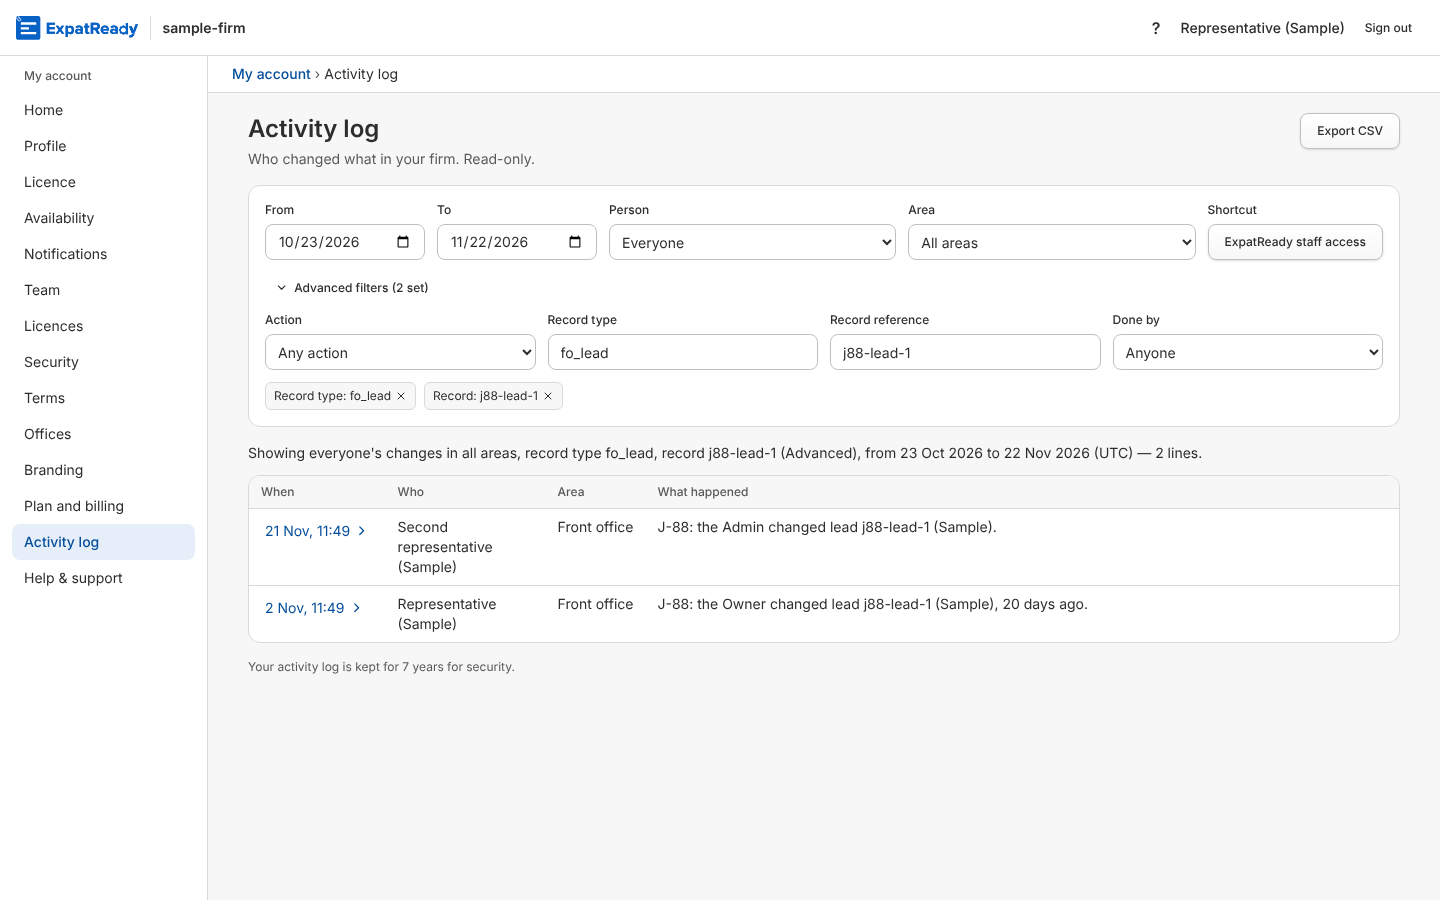 ExpatReady
sample-firm
?
Representative (Sample)
Sign out
My account
Home
Profile
Licence
Availability
Notifications
Team
Licences
Security
Terms
Offices
Branding
Plan and billing
Activity log
Help & support
My account › Activity log
Activity log
Who changed what in your firm. Read-only.
Export CSV
From
To
Person
Area
Shortcut
10/23/2026
11/22/2026
Everyone
All areas
ExpatReady staff access
Advanced filters (2 set)
Action
Record type
Record reference
Done by
Any action
fo_lead
j88-lead-1
Anyone
Record type: fo_lead ×
Record: j88-lead-1 ×
Showing everyone's changes in all areas, record type fo_lead, record j88-lead-1 (Advanced), from 23 Oct 2026 to 22 Nov 2026 (UTC) — 2 lines.
When
Who
Area
What happened
21 Nov, 11:49
Second
representative
(Sample)
Front office
J-88: the Admin changed lead j88-lead-1 (Sample).
2 Nov, 11:49
Representative
(Sample)
Front office
J-88: the Owner changed lead j88-lead-1 (Sample), 20 days ago.
Your activity log is kept for 7 years for security.